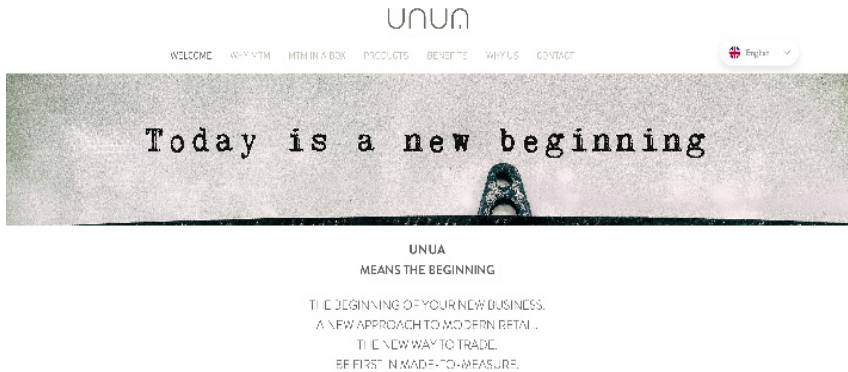 UNUA
WELCOME WHY MTM MTM IN A BOX PRODUCTS BENEFITS WHY US CONTACT
English
Today is a new beginning
UNUA
MEANS THE BEGINNING
THE BEGINNING OF YOUR NEW BUSINESS.
A NEW APPROACH TO MODERN RETAIL.
THE NEW WAY TO TRADE.
BE FIRST IN MADE-TO-MEASURE.